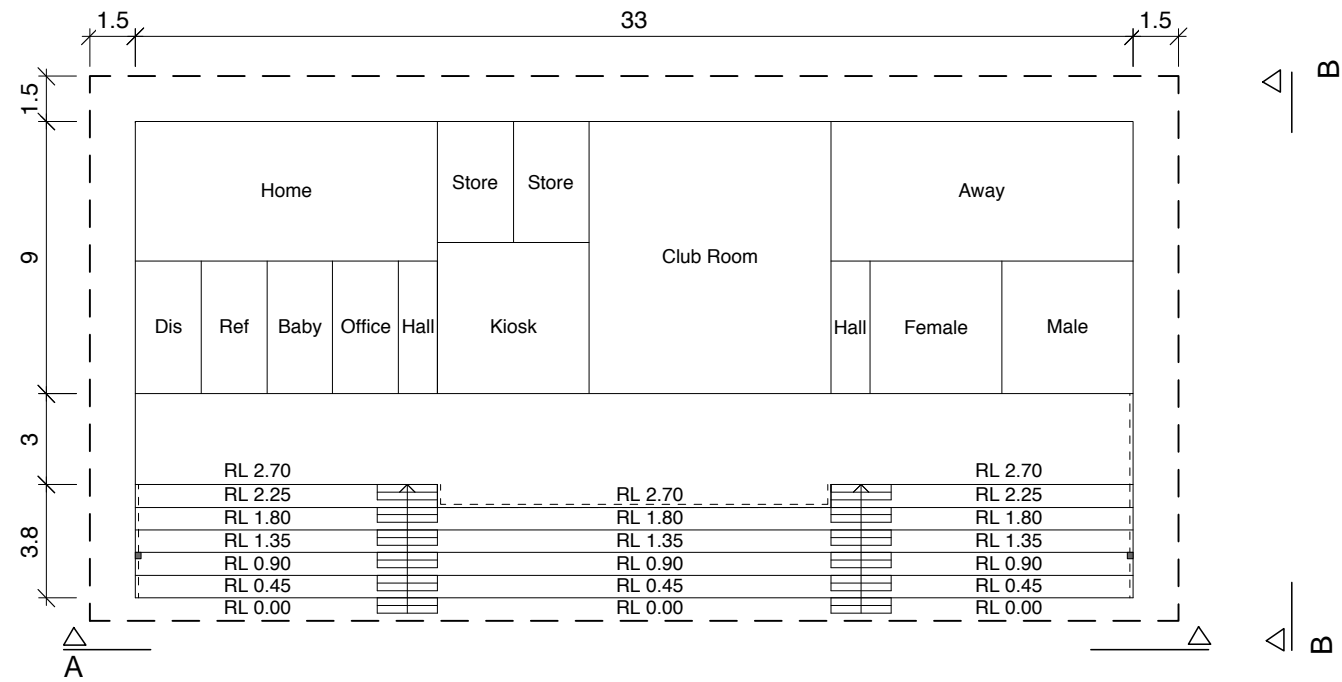 1.5 33 1.5
B
1.5
Home Store Store Away
9
Club Room
Dis Ref Baby Office Hall Kiosk Hall Female Male
3
RL 2.70 RL 2.70
RL 2.25 RL 2.70 RL 2.25
RL 1.80 RL 1.80 RL 1.80
3.8
RL 1.35 RL 1.35 RL 1.35
RL 0.90 RL 0.90 RL 0.90
RL 0.45 RL 0.45 RL 0.45
RL 0.00 RL 0.00 RL 0.00
A
B